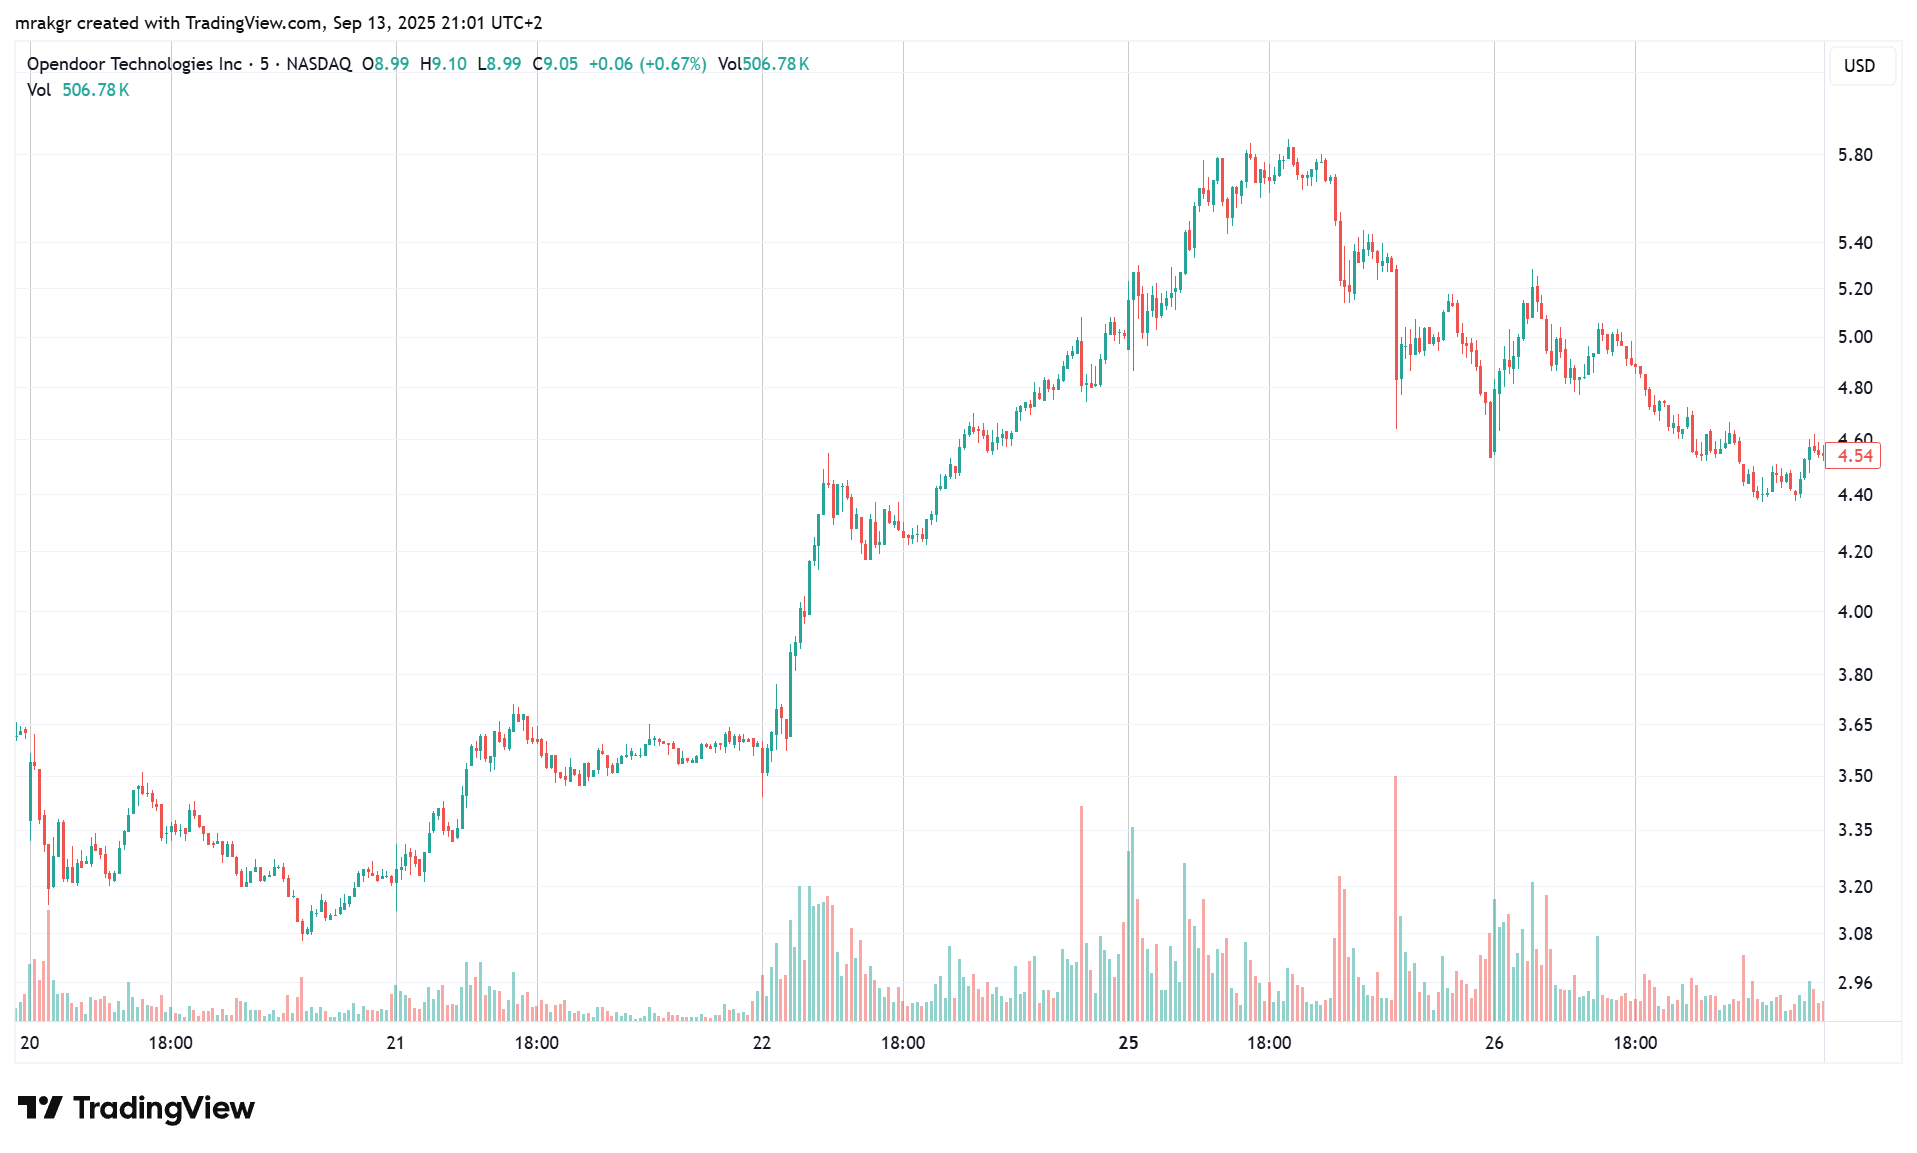 mrakgr created with TradingView.com, Sep 13, 2025 21:01 UTC+2
Opendoor Technologies Inc · 5 · NASDAQ O8.99 H9.10 L8.99 C9.05 +0.06 (+0.67%) Vol506.78K
Vol 506.78K
USD
5.80
5.40
5.20
5.00
4.80
4.60
4.54
4.40
4.20
4.00
3.80
3.65
3.50
3.35
3.20
3.08
2.96
20 18:00 21 18:00 22 18:00 25 18:00 26 18:00
TradingView